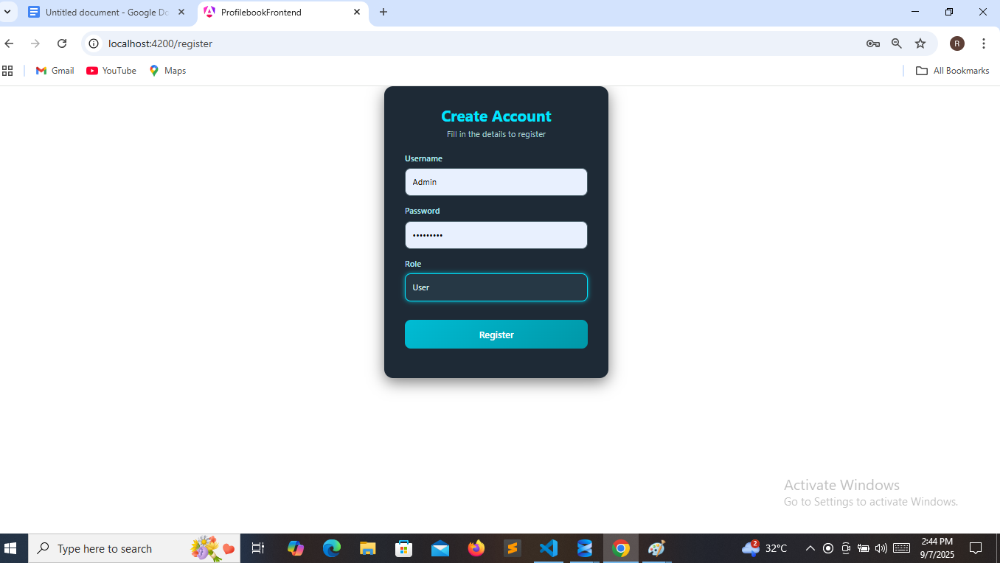 Untitled document - Google Do
ProfilebookFrontend
localhost:4200/register
R
Gmail
YouTube
Maps
All Bookmarks
Create Account
Fill in the details to register
Username
Admin
Password
•••••••••
Role
User
Register
Activate Windows
Go to Settings to activate Windows.
Type here to search
2
32°C
2:44 PM
9/7/2025